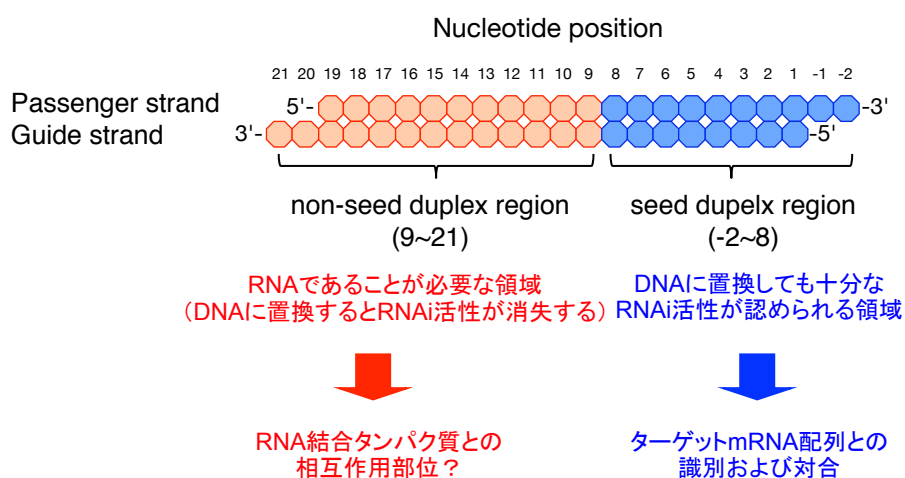 Nucleotide position
21 20 19 18 17 16 15 14 13 12 11 10 9 8 7 6 5 4 3 2 1 -1 -2
Passenger strand 5'- -3'
Guide strand 3'- -5'
non-seed duplex region
(9~21)
seed dupelx region
(-2~8)
RNAであることが必要な領域
（DNAに置換するとRNAi活性が消失する）
DNAに置換しても十分な
RNAi活性が認められる領域
RNA結合タンパク質との
相互作用部位？
ターゲットmRNA配列との
識別および対合